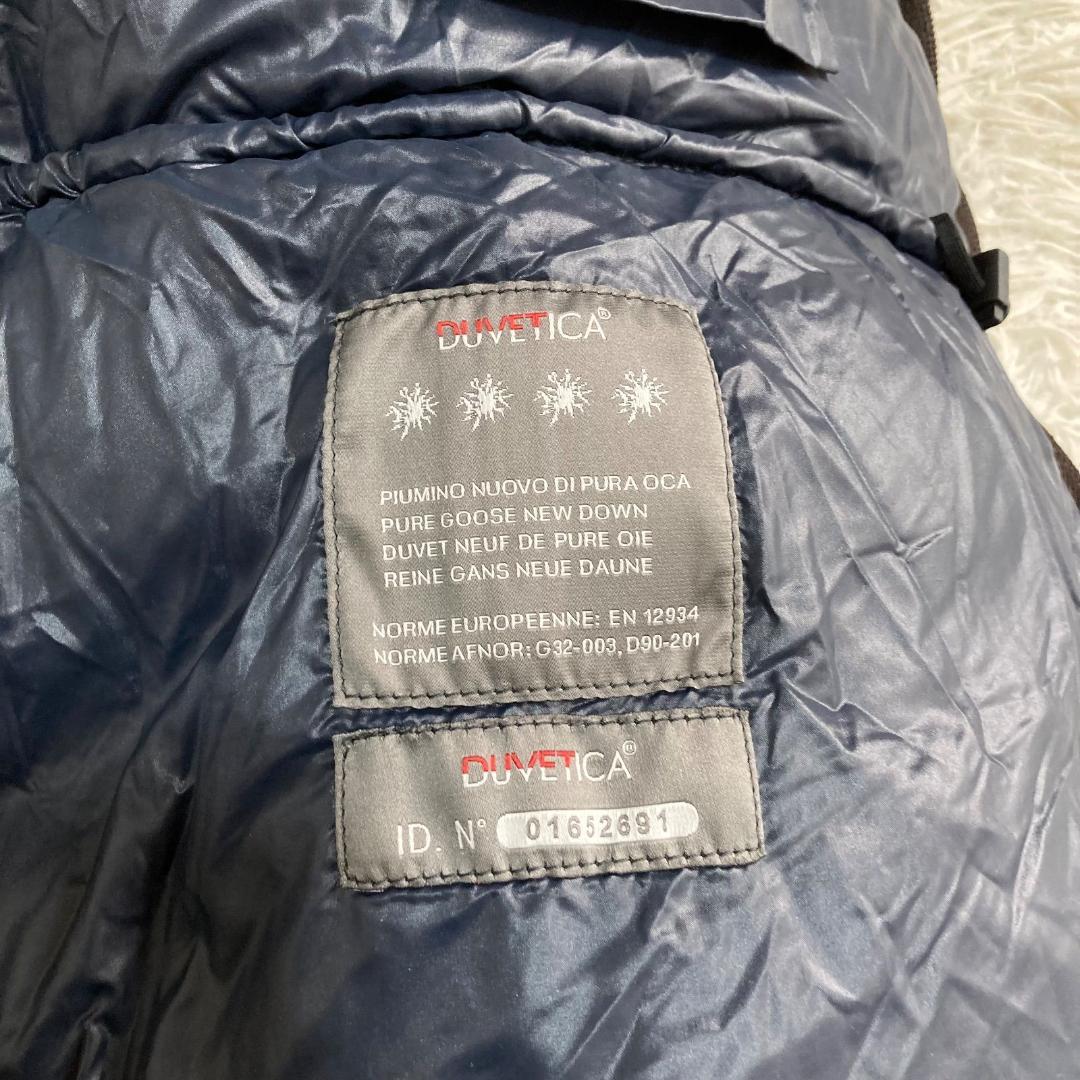 DUVETICA®
PIUMINO NUOVO DI PURA OCA
PURE GOOSE NEW DOWN
DUVET NEUF DE PURE OIE
REINE GANS NEUE DAUNE
NORME EUROPEENNE: EN 12934
NORME AFNOR: G32-003, D90-201
DUVETICA®
ID. N° 01652691